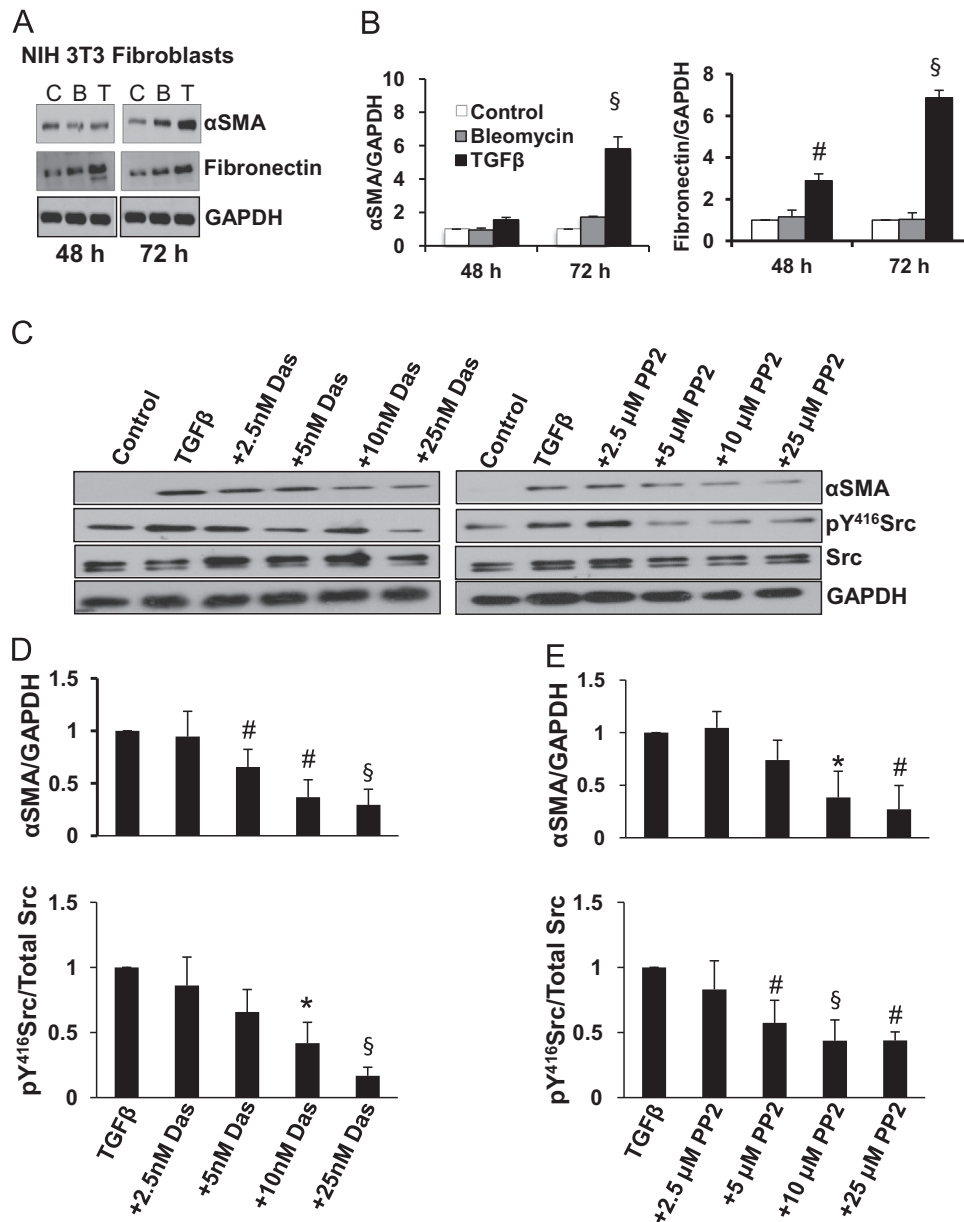 A
NIH 3T3 Fibroblasts
C B T C B T
αSMA
Fibronectin
GAPDH
48 h 72 h
B
αSMA/GAPDH
10
8
6
4
2
0
Control
Bleomycin
TGFβ
§
48 h 72 h
Fibronectin/GAPDH
8
6
4
2
0
#
§
48 h 72 h
C
Control TGFβ +2.5nM Das +5nM Das +10nM Das +25nM Das
Control TGFβ +2.5 µM PP2 +5 µM PP2 +10 µM PP2 +25 µM PP2
αSMA
pY⁴¹⁶Src
Src
GAPDH
D
αSMA/GAPDH
1.5
1
0.5
0
# # §
pY⁴¹⁶Src/Total Src
1.5
1
0.5
0
* §
TGFβ +2.5nM Das +5nM Das +10nM Das +25nM Das
E
αSMA/GAPDH
1.5
1
0.5
0
* #
pY⁴¹⁶Src/Total Src
1.5
1
0.5
0
# § #
TGFβ +2.5 µM PP2 +5 µM PP2 +10 µM PP2 +25 µM PP2